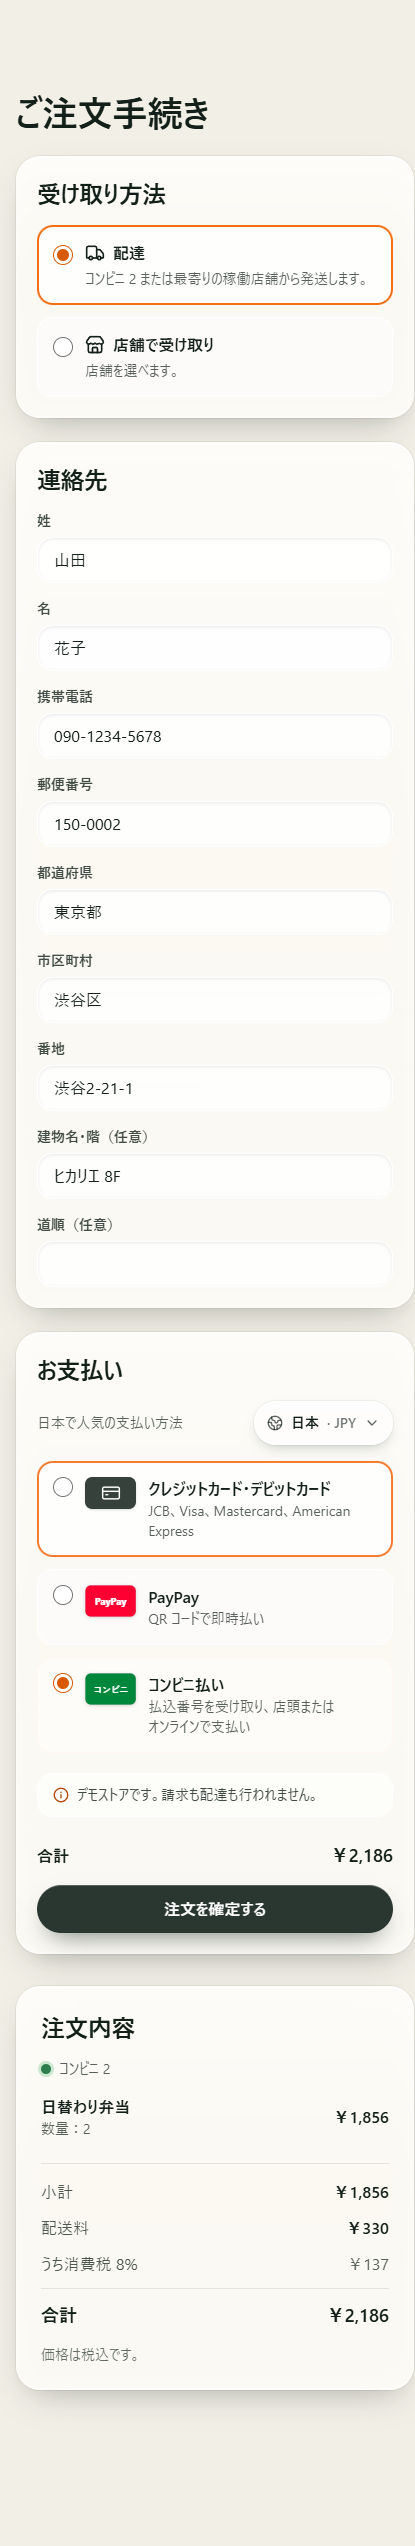 ご注文手続き
受け取り方法
配達
コンビニ 2 または最寄りの稼働店舗から発送します。
店舗で受け取り
店舗を選べます。
連絡先
姓
山田
名
花子
携帯電話
090-1234-5678
郵便番号
150-0002
都道府県
東京都
市区町村
渋谷区
番地
渋谷2-21-1
建物名・階（任意）
ヒカリエ 8F
道順（任意）
お支払い
日本で人気の支払い方法
日本 · JPY
クレジットカード・デビットカード
JCB、Visa、Mastercard、American
Express
PayPay
PayPay
QR コードで即時払い
コンビニ
コンビニ払い
払込番号を受け取り、店頭または
オンラインで支払い
デモストアです。請求も配達も行われません。
合計 ￥2,186
注文を確定する
注文内容
コンビニ 2
日替わり弁当
数量：2
￥1,856
小計 ￥1,856
配送料 ￥330
うち消費税 8% ￥137
合計 ￥2,186
価格は税込です。